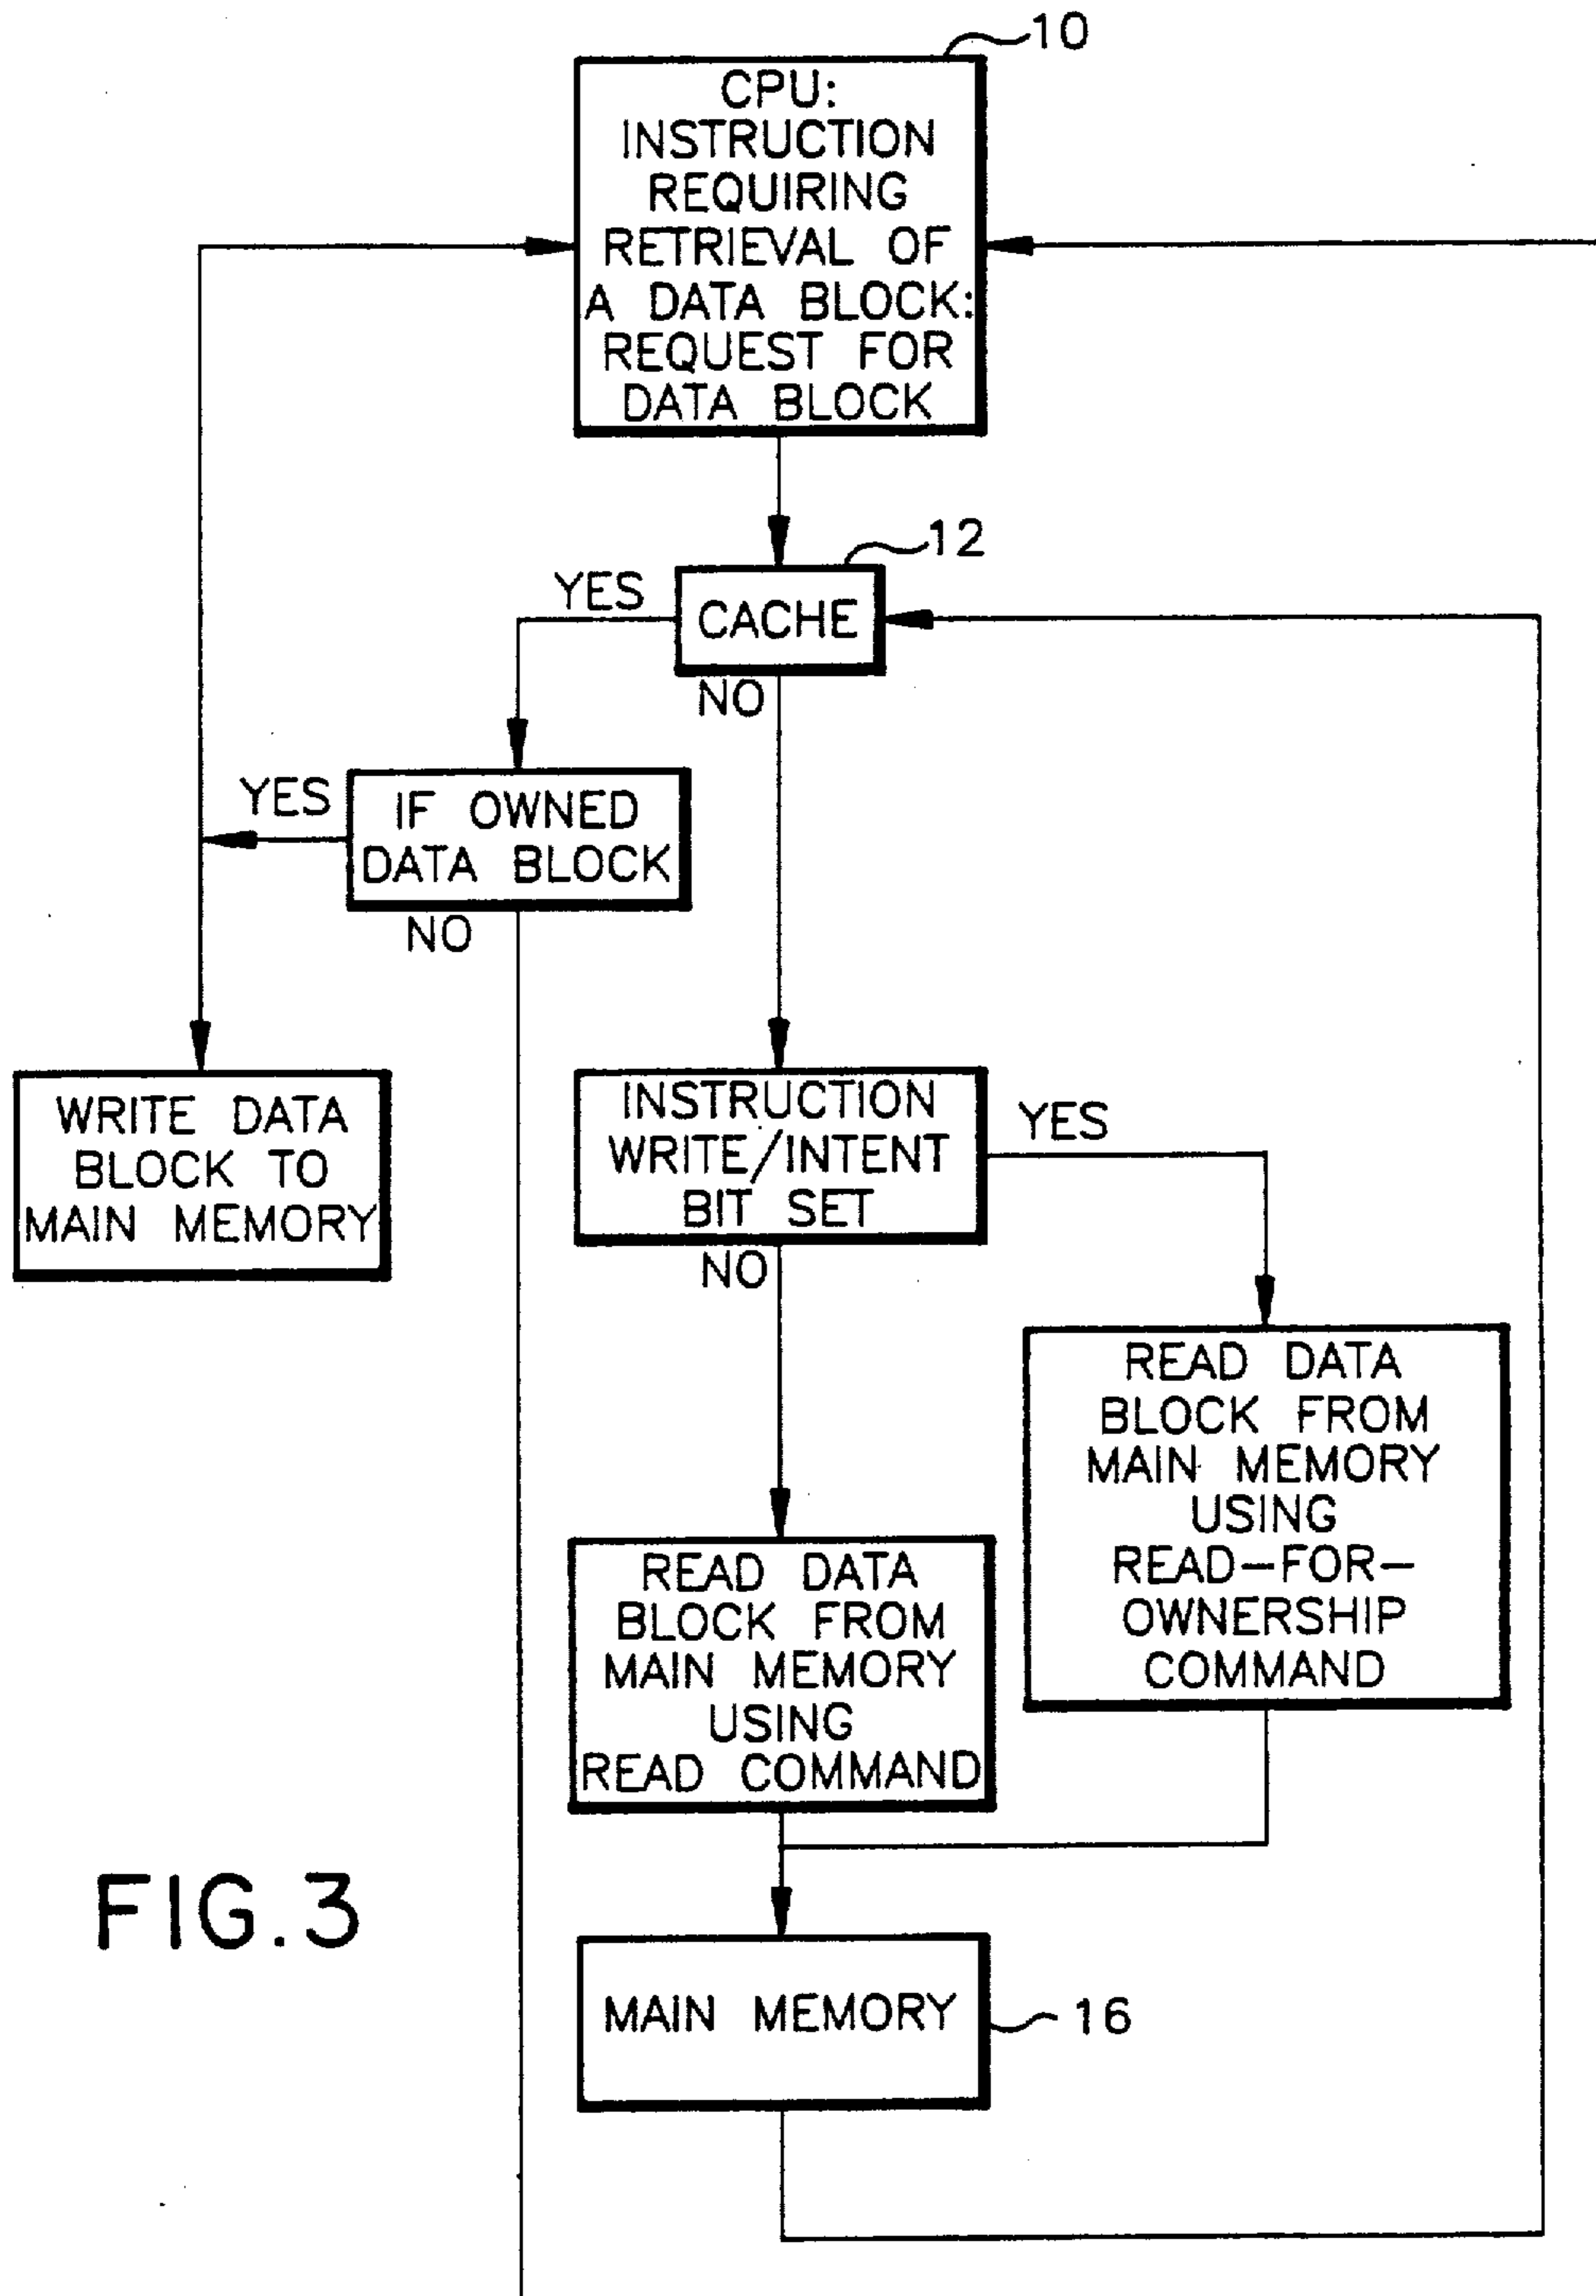 10
CPU:
INSTRUCTION
REQUIRING
RETRIEVAL OF
A DATA BLOCK:
REQUEST FOR
DATA BLOCK
12
YES
CACHE
NO
YES
IF OWNED
DATA BLOCK
NO
WRITE DATA
BLOCK TO
MAIN MEMORY
INSTRUCTION
WRITE/INTENT
BIT SET
YES
NO
READ DATA
BLOCK FROM
MAIN MEMORY
USING
READ-FOR-
OWNERSHIP
COMMAND
READ DATA
BLOCK FROM
MAIN MEMORY
USING
READ COMMAND
FIG.3
MAIN MEMORY
16